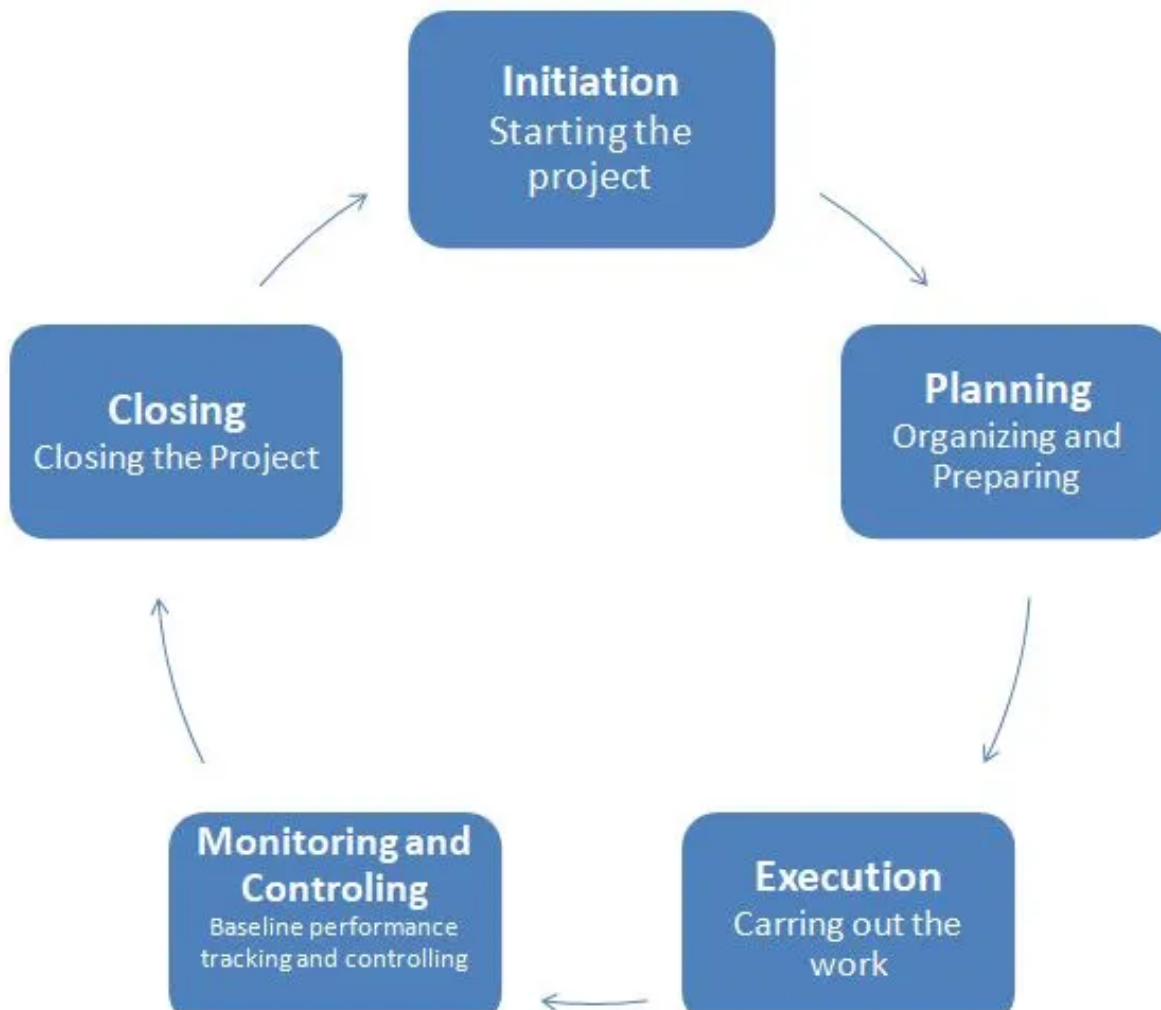 Initiation
Starting the
project
Planning
Organizing and
Preparing
Execution
Carring out the
work
Monitoring and
Controling
Baseline performance
tracking and controlling
Closing
Closing the Project